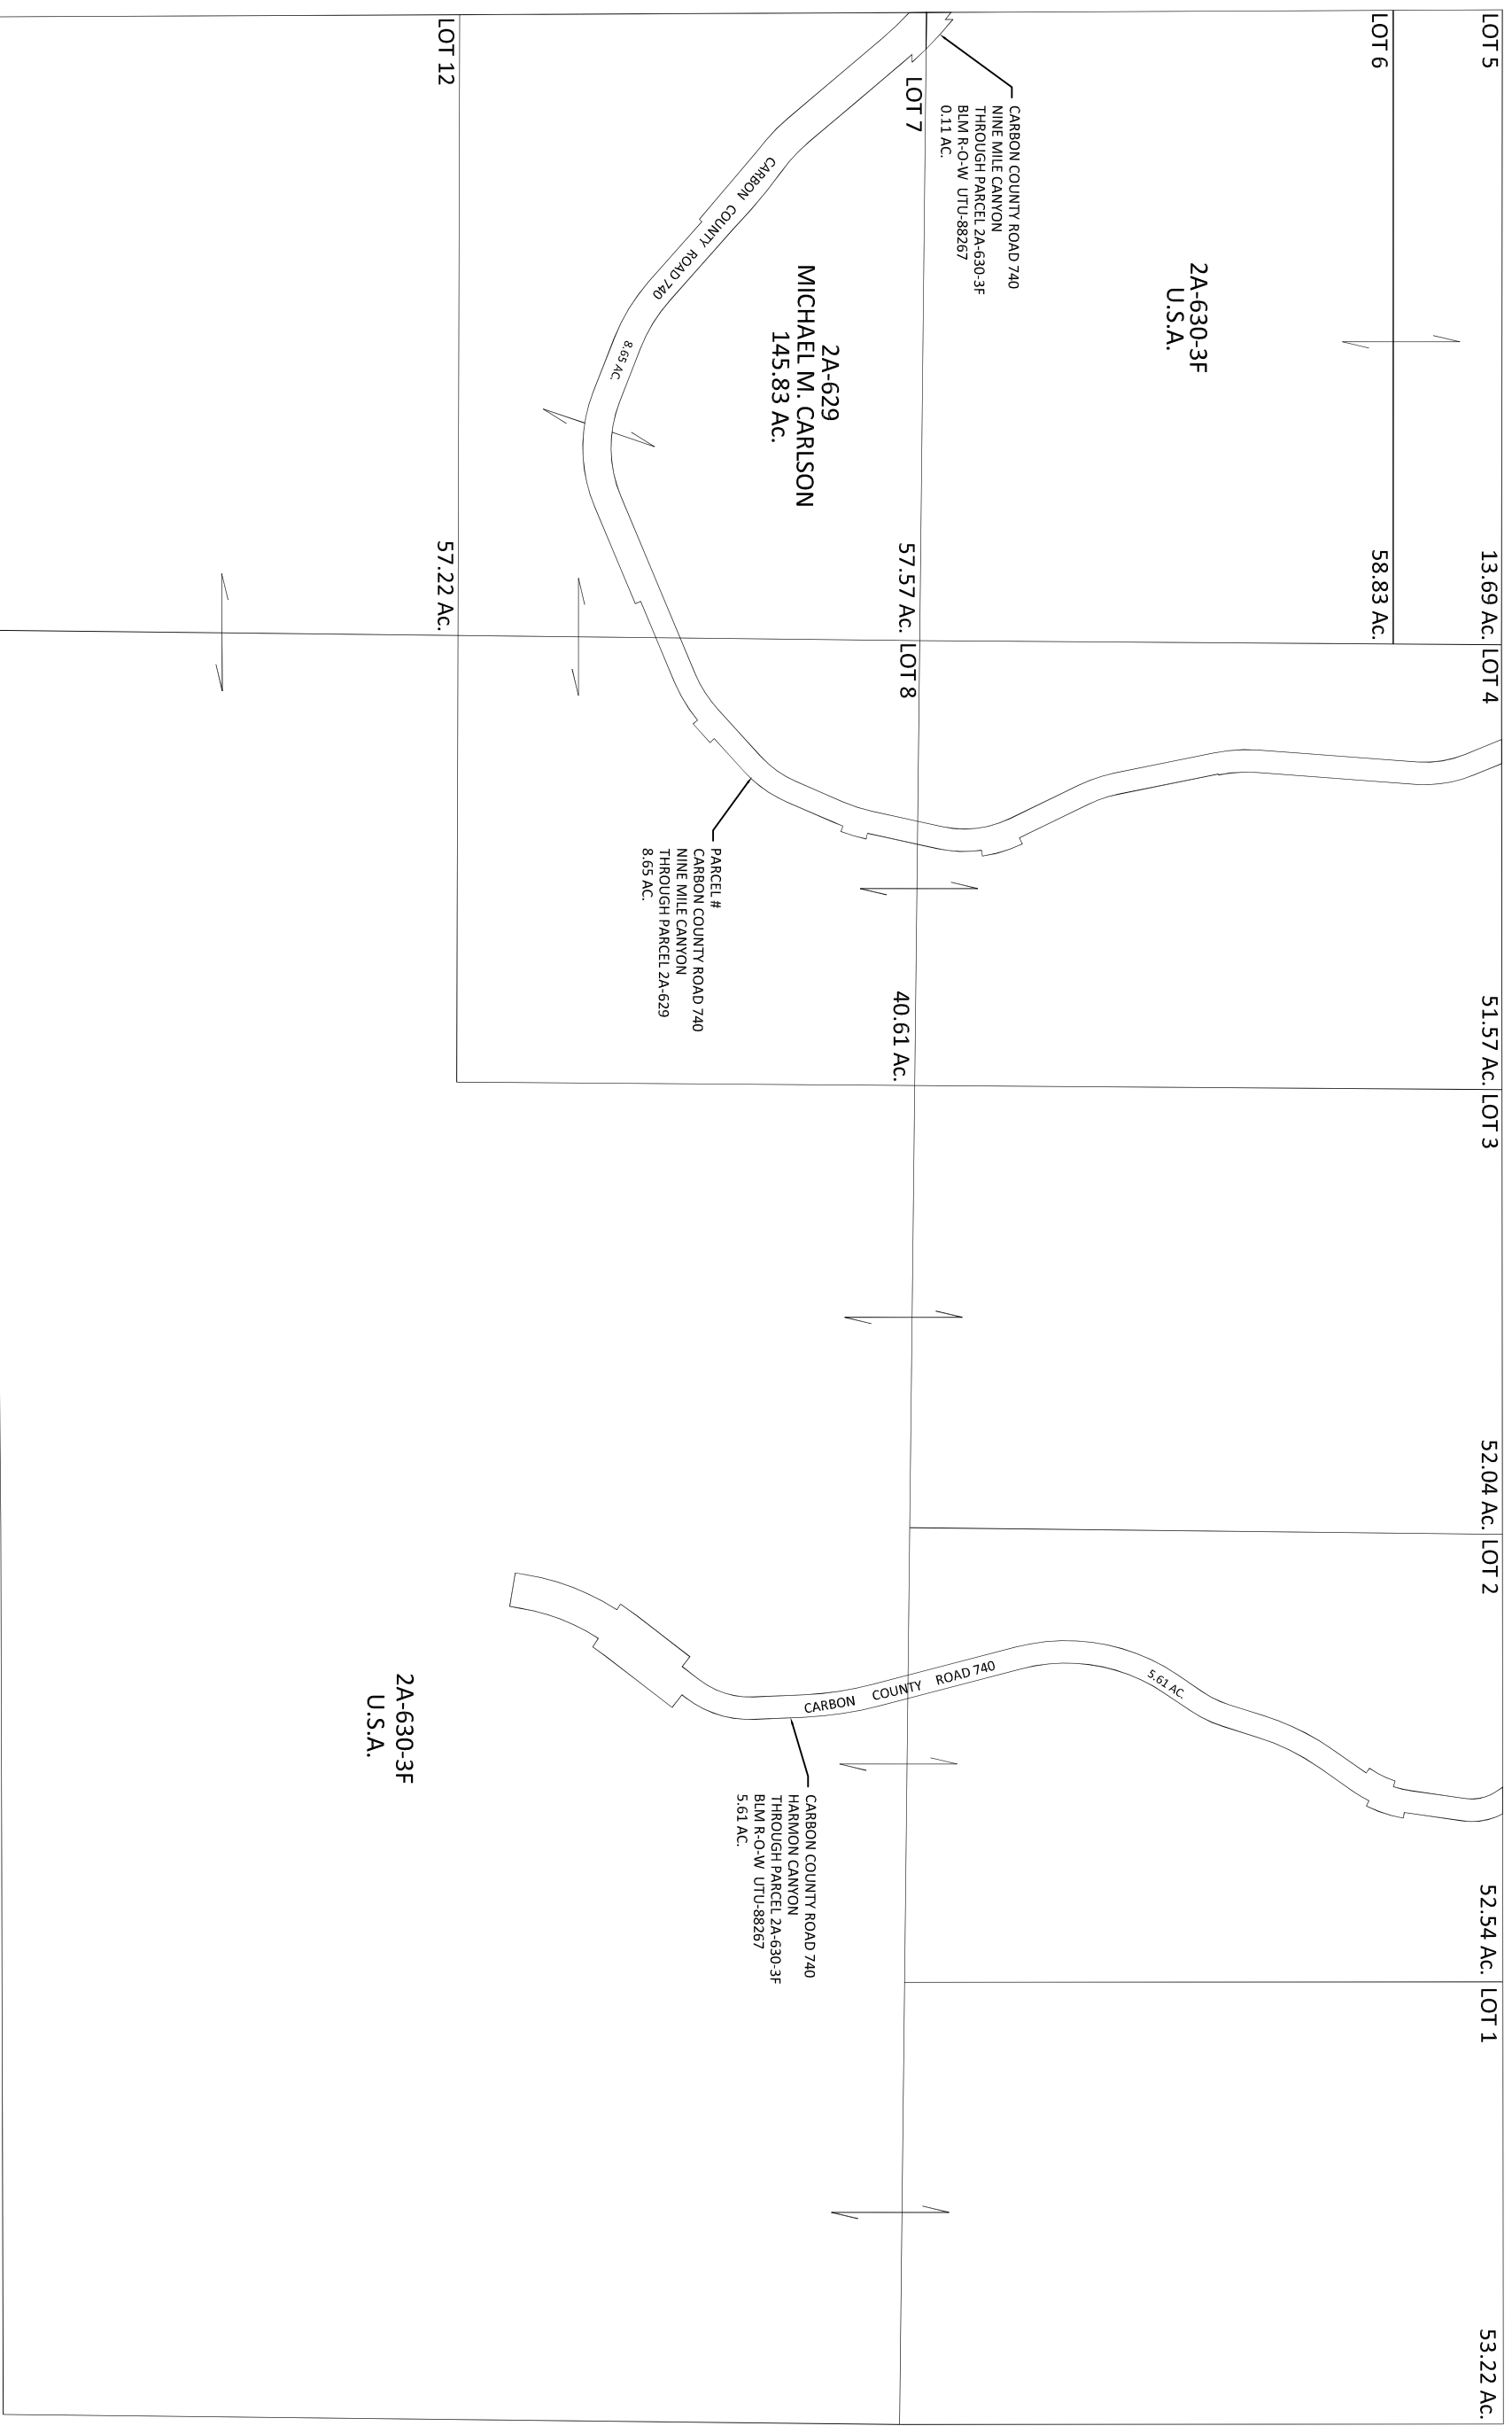 LOT 5
13.69 Ac.
LOT 4
51.57 Ac.
LOT 3
52.04 Ac.
LOT 2
52.54 Ac.
LOT 1
53.22 Ac.
LOT 6
58.83 Ac.
2A-630-3F
U.S.A.
CARBON COUNTY ROAD 740
NINE MILE CANYON
THROUGH PARCEL 2A-630-3F
BLM R-O-W UTU-88267
0.11 AC.
5.61 AC.
LOT 7
57.57 Ac.
LOT 8
40.61 Ac.
CARBON COUNTY ROAD 740
2A-629
MICHAEL M. CARLSON
145.83 Ac.
CARBON COUNTY ROAD 740
8.65 AC.
PARCEL #
CARBON COUNTY ROAD 740
NINE MILE CANYON
THROUGH PARCEL 2A-629
8.65 AC.
CARBON COUNTY ROAD 740
HARMON CANYON
THROUGH PARCEL 2A-630-3F
BLM R-O-W UTU-88267
5.61 AC.
LOT 12
57.22 Ac.
2A-630-3F
U.S.A.